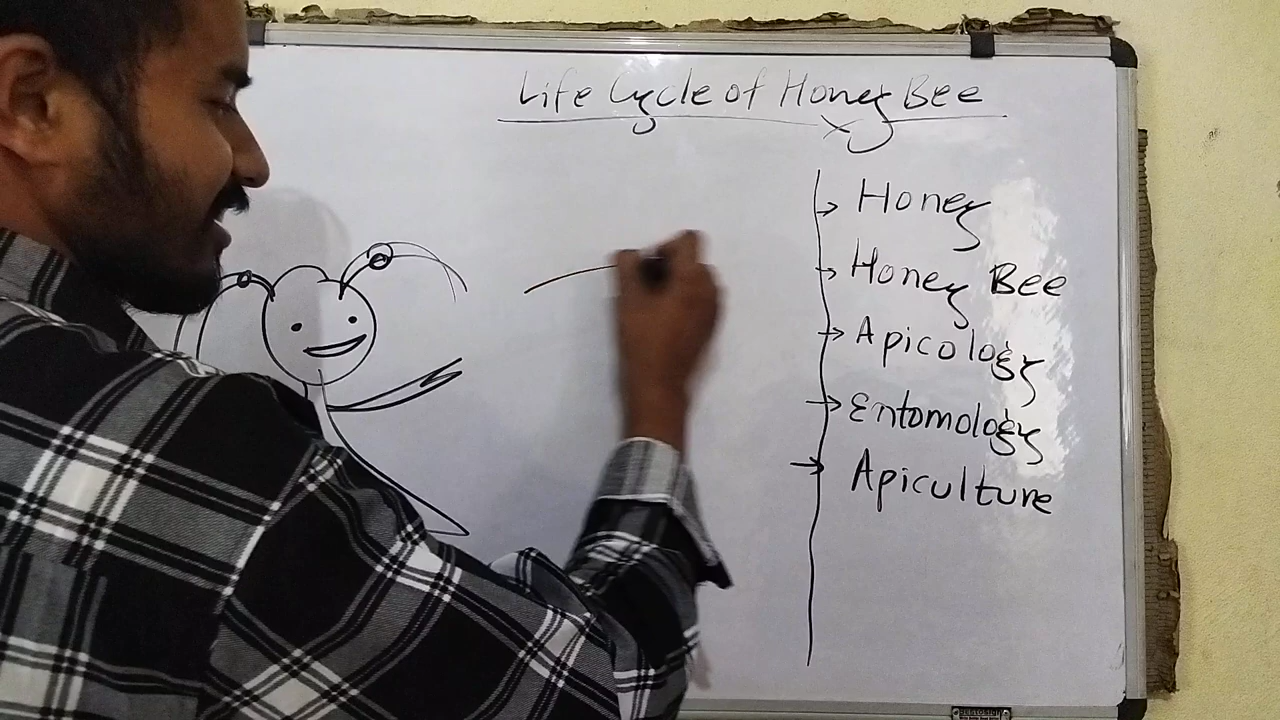 Life Cycle of Honey Bee
→ Honey
→ Honey Bee
→ Apicology
→ Entomology
→ Apiculture